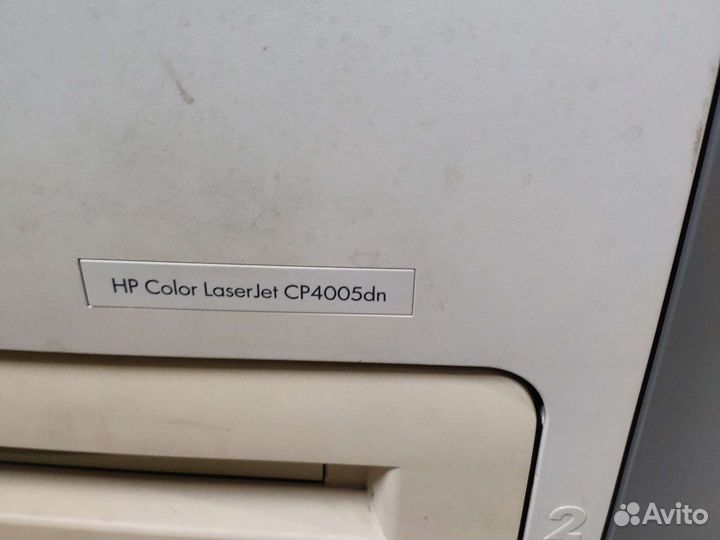 HP Color LaserJet CP4005dn
2
Avito